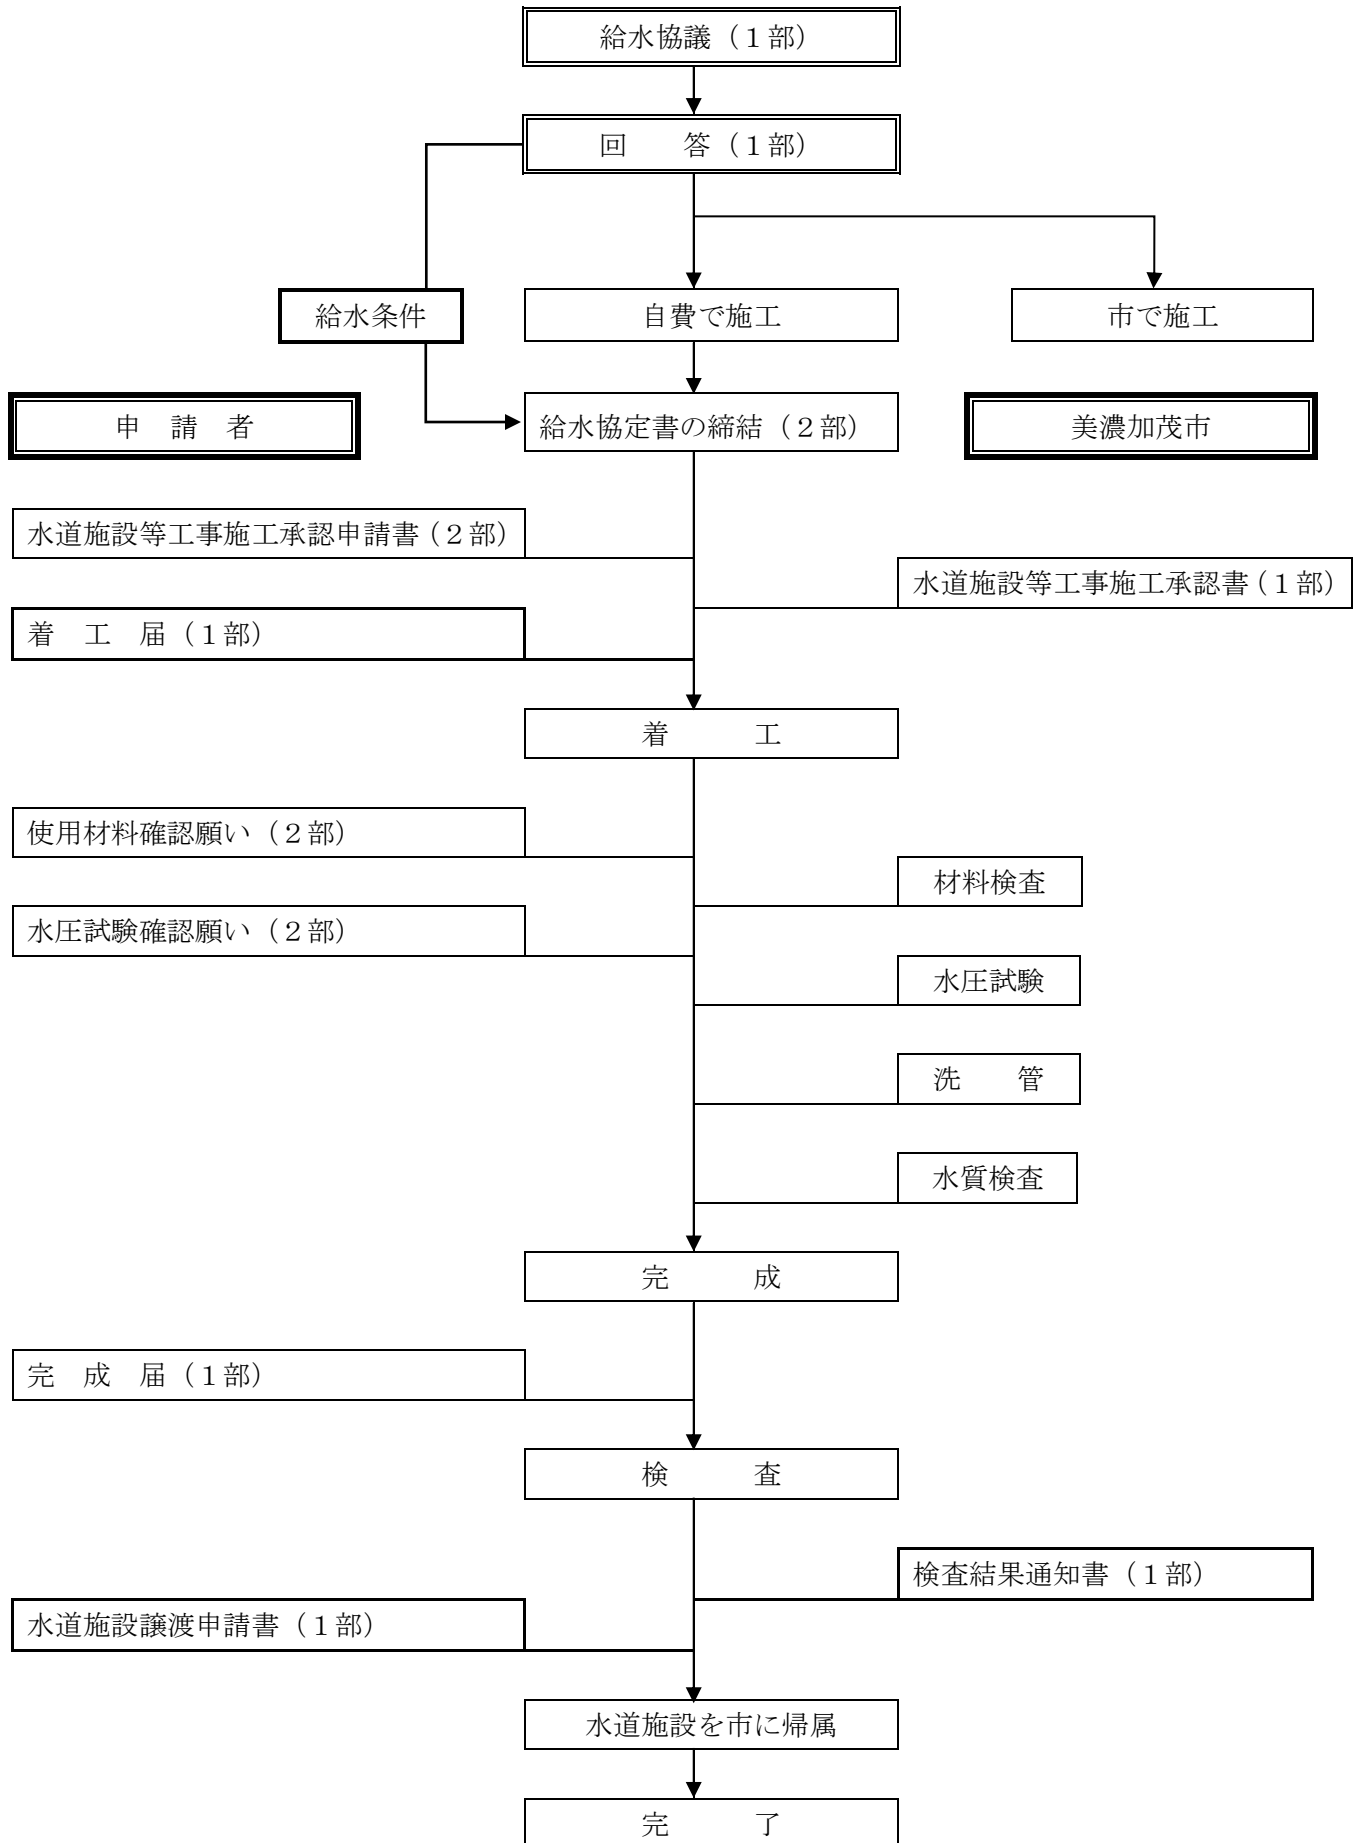 給水協議（１部）
回　　答（１部）
給水条件
自費で施工
市で施工
申　請　者
給水協定書の締結（２部）
美濃加茂市
水道施設等工事施工承認申請書（２部）
水道施設等工事施工承認書（１部）
着　工　届（１部）
着　　　　工
使用材料確認願い（２部）
材料検査
水圧試験確認願い（２部）
水圧試験
洗　　管
水質検査
完　　　成
完　成　届（１部）
検　　　　査
検査結果通知書（１部）
水道施設譲渡申請書（１部）
水道施設を市に帰属
完　　　了